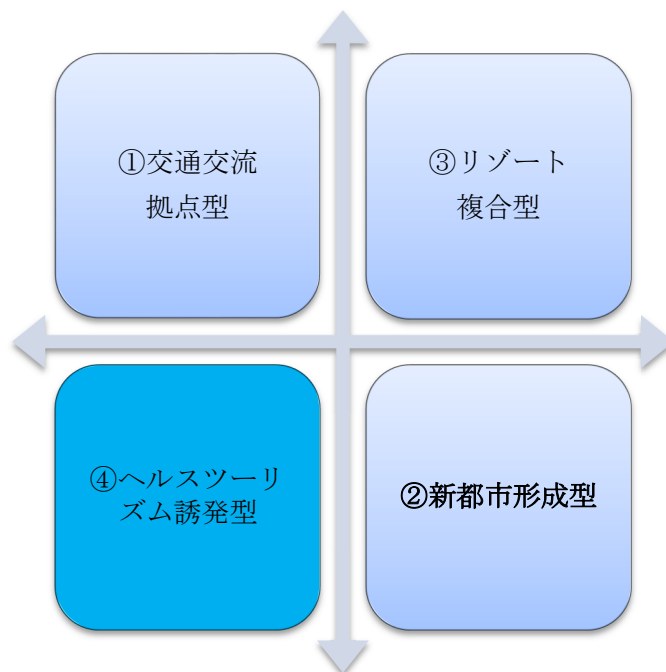 ①交通交流
拠点型
③リゾート
複合型
④ヘルスツーリ
ズム誘発型
②新都市形成型